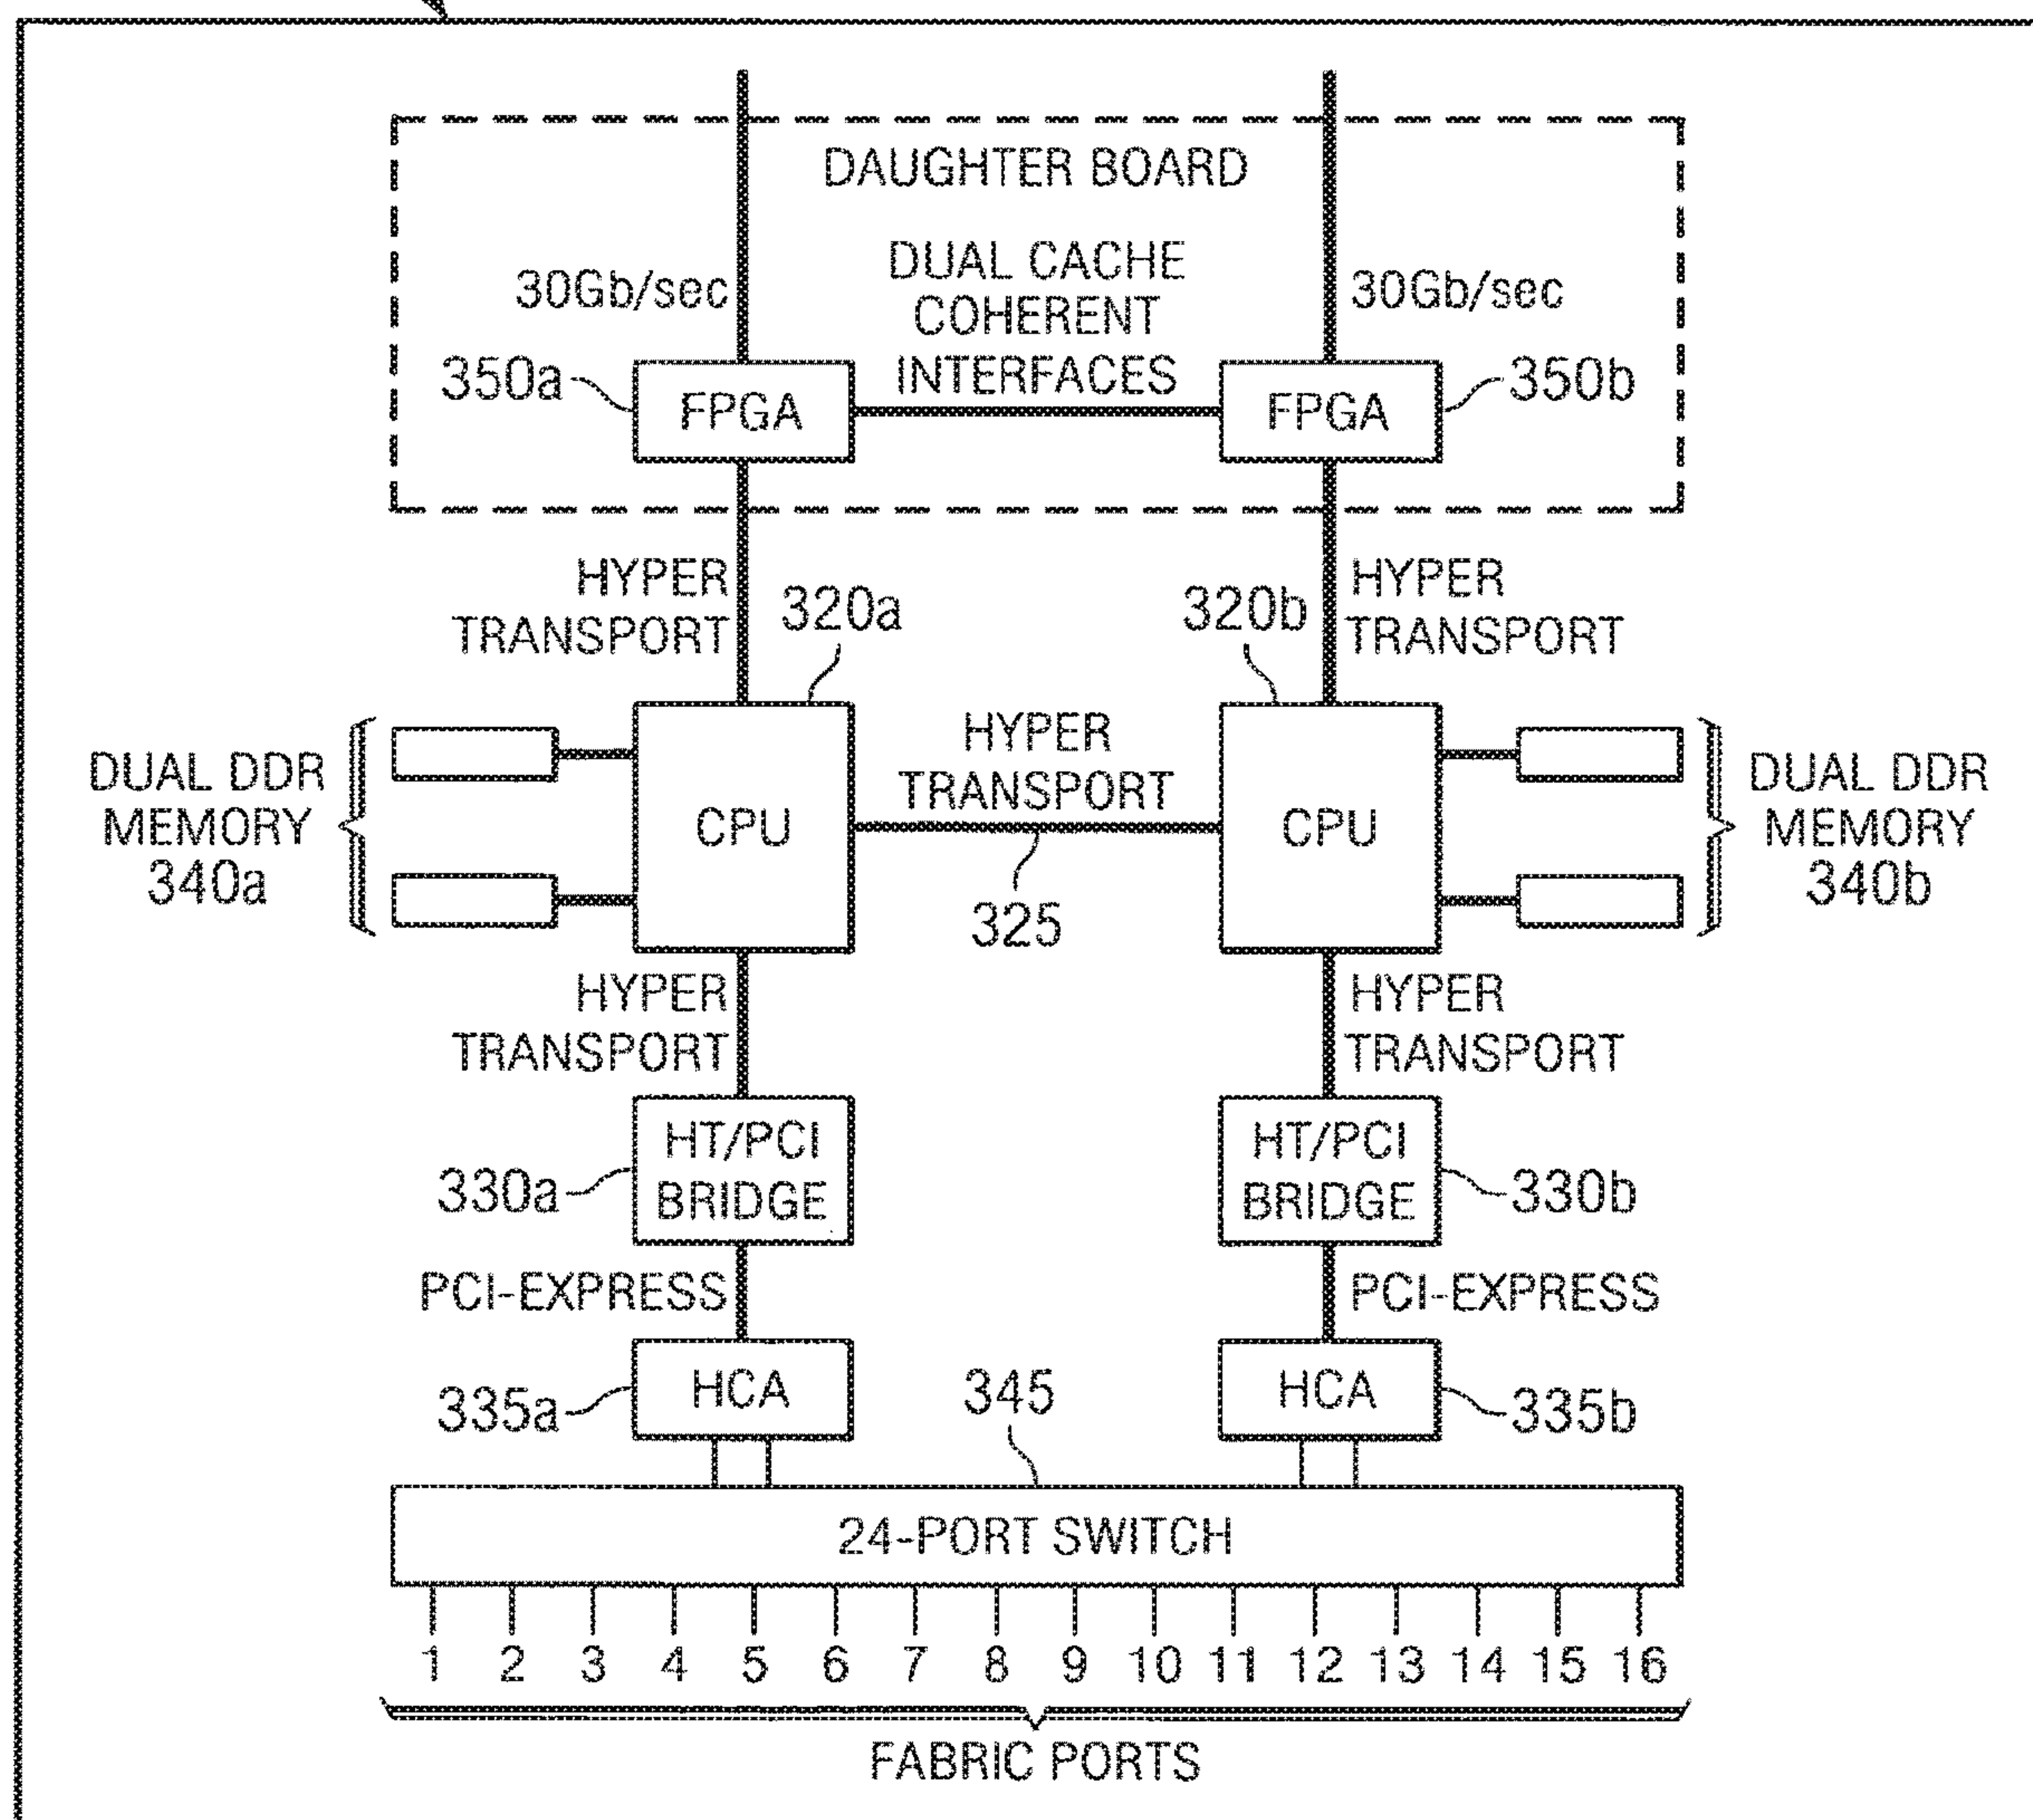 DAUGHTER BOARD
DUAL CACHE
COHERENT
INTERFACES
30Gb/sec
30Gb/sec
350a
FPGA
FPGA
350b
HYPER
TRANSPORT
320a
320b
HYPER
TRANSPORT
DUAL DDR
MEMORY
340a
CPU
HYPER
TRANSPORT
325
CPU
DUAL DDR
MEMORY
340b
HYPER
TRANSPORT
HYPER
TRANSPORT
330a
HT/PCI
BRIDGE
HT/PCI
BRIDGE
330b
PCI-EXPRESS
PCI-EXPRESS
335a
HCA
345
HCA
335b
24-PORT SWITCH
1 2 3 4 5 6 7 8 9 10 11 12 13 14 15 16
FABRIC PORTS